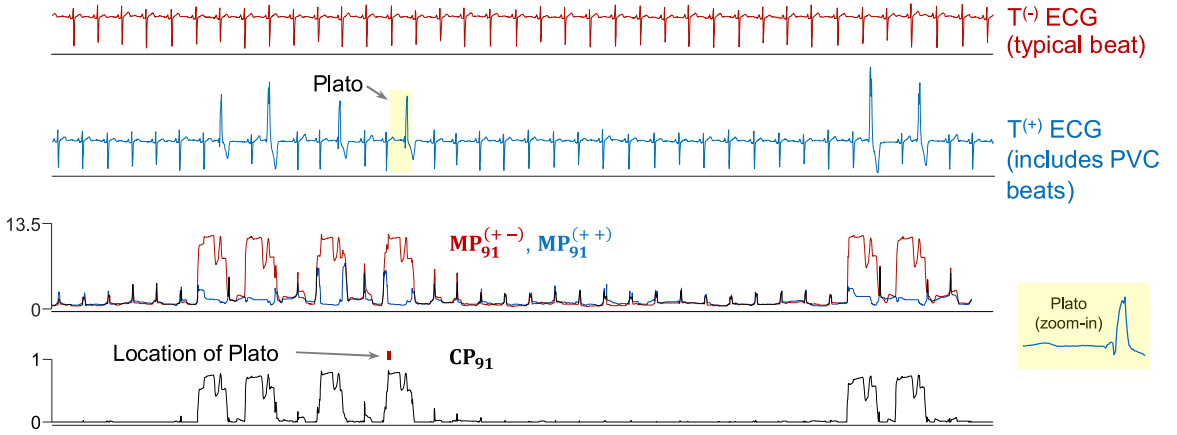 T(-) ECG
(typical beat)
Plato
T(+) ECG
(includes PVC
beats)
13.5
0
MP₉₁⁽⁺ ⁻⁾, MP₉₁⁽⁺ ⁺⁾
Plato
(zoom-in)
Location of Plato
CP₉₁
1
0